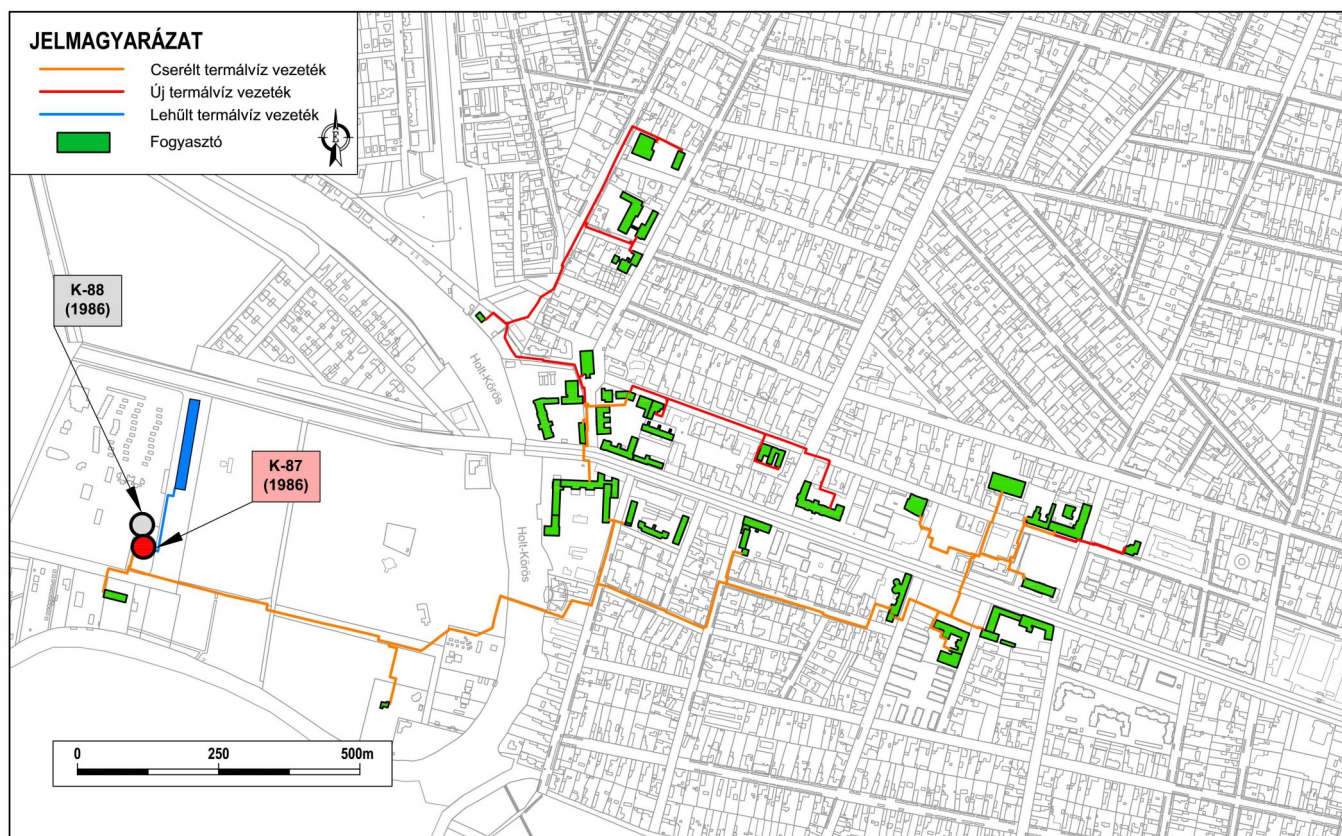 JELMAGYARÁZAT
Cserélt termálvíz vezeték
Új termálvíz vezeték
Lehűlt termálvíz vezeték
Fogyasztó
É
K-88
(1986)
K-87
(1986)
Holt-Körös
Holt-Körös
0 250 500m